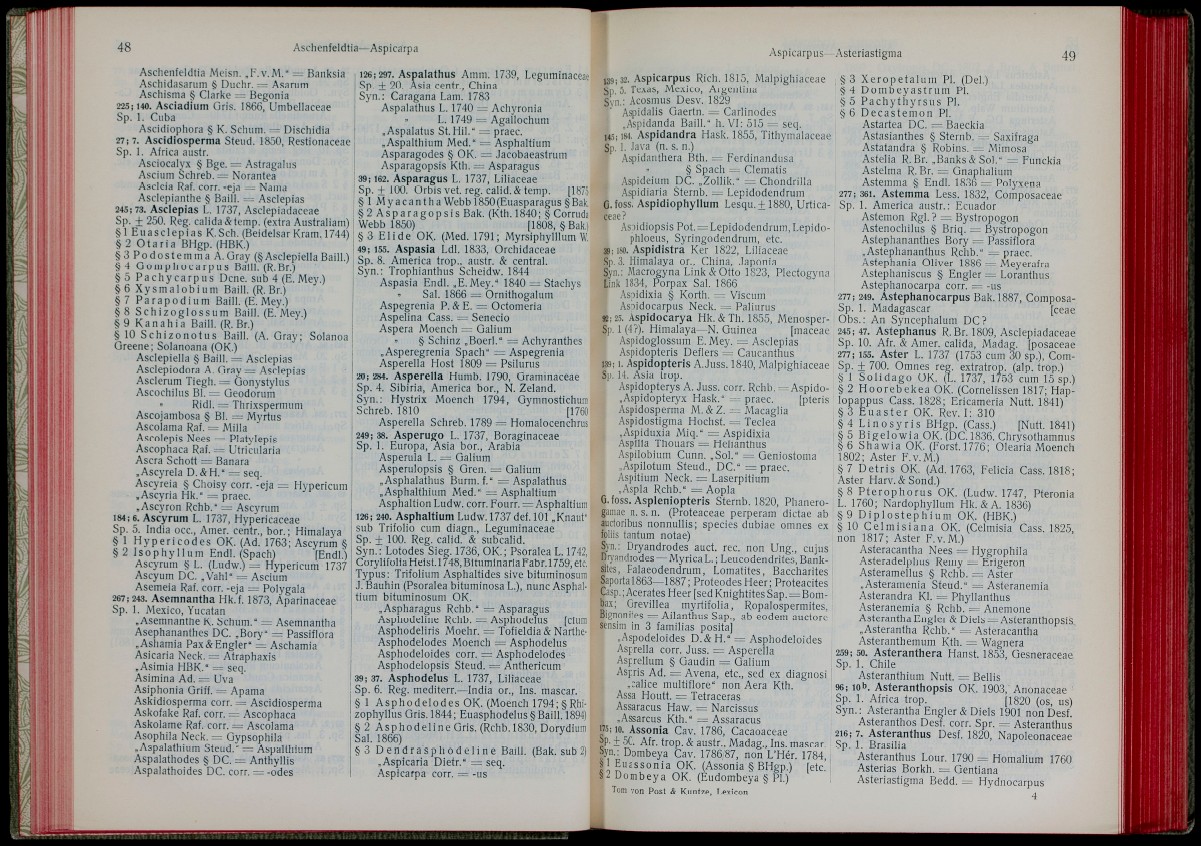 48
Aschenfeldtia—Aspicarpa
Aschenfeldtia Meisn. „F.v.M.“ = Banksia
Aschidasarum § Duchr. = Asarum
Aschisma § Clarke = Begonia
225; 140. Asciadium Gris. 1866, Umbellaceae
Sp. 1. Cuba
Ascidiophora § K. Schum. = Dischidia
27; 7. Ascidiosperma Steud. 1850, Restionaceae
Sp. 1. Africa austr.
Asciocalyx § Bge. = Astragalus
Ascium Schreb. = Norantea
Asclcia Raf. corr. -eja = Nama
Asclepianthe § Baill. = Asclepias
245; 73. Asclepias L. 1737, Asclepiadaceae
Sp. ± 250. Reg. calida & temp. (extra Australiam)
§ 1 Euasclepias K. Sch. (Beidelsar Kram. 1744)
§ 2 Otaria BHgp. (HBK.)
§ 3 Podostemma A. Gray (§ Asclepiella Baill.)
§ 4 Gomphocarpus Baill. (R. Br.)
§ 5 Pachycarpus Dcne. sub 4 (E. Mey.)
§ 6 Xysmalobium Baill. (R. Br.)
§ 7 Parapodium Baill. (E. Mey.)
§ 8 Schizoglossum Baill. (E. Mey.)
§ 9 Kanahia Baill. (R. Br.)
§ 10 Schizonotus Baill. (A. Gray; Solanoa
Greene; Solanoana (OK.)
Asclepiella § Baill. = Asclepias
Asclepiodora A. Gray = Asclepias
Asclerum Tiegh. = Gonystylus
Ascochilus Bl. = Geodorum
„ Ridl. = Thrixspermum
Ascojambosa § Bl. = Myrtus
Ascolama Raf. = Milla
Ascolepis Nees = Platylepis
Ascophaca Raf. = Utricularia
Ascra Schott = Banara
„Ascyrela D. & H.“ = seq.
Ascyreia § Choisy corr. -eja = Hypericum
„Ascyria Hk.“ = praec.
„Ascyron Rchb.“ = Ascyrum
184; 6. Ascyrum L. 1737, Hypericaceae
Sp. 5. India occ., Amer. centr., bor.; Himalaya
§ 1 Hypericodes OK. (Ad. 1763; Ascyrum §
§ 2 Isophyllum Endl. (Spach) [Endl.)
Ascyrum § L. (Ludw.) = Hypericum 1737
Ascyum DC. „Vahl“ = Ascium
Asemeia Raf. corr. -eja = Polygala
267; 243. Asemnantha Hk. f. 1873, Aparinaceae
Sp. 1. Mexico, Yucatan
„Asemnanthe K. Schum.“ = Asemnantha
Asephananthes DC. „Bory“ = Passiflora
„Ashamia Pax & Engler“ = Aschamia
Asicaria Neck. = Atraphaxis
„Asimia HBK.“ = seq.
Asimina Ad. = Uva
Asiphonia Griff. = Apama
Askidiosperma corr. = Ascidiosperma
Askofake Raf. corr. = Ascophaca
Askolame Raf. corr. = Ascolama
Asophila Neck. = Gypsophila
„Aspalathium Steud.“ = Aspalthium
Aspalathodes § DC. = Anthyllis
Aspalathoides DC. corr. = -odes
126; 297. Aspalathus Amm. 1739, Leguminaceae
Sp. ± 20. Asia centr., China
Syn.: Caragana Lam. 1783
Aspalathus L. 1740 = Achyronia
„ L. 1749 = Agallochum
„Aspalatus St. Hil.“ = praec.
„Aspalthium Med.“ = Asphaltium
Asparagodes § OK. = Jacobaeastrum
Asparagopsis Kth. = Asparagus
39; 162. Asparagus L. 1737, Liliaceae
Sp. ± 100. Orbis vet. reg. calid. & temp. [187
§ 1 Myacantha Webb 1850 (Euasparagus § Bak.
§ 2 Asparagopsis Bak. (Kth. 1840; § Corruda
Webb 1850) [1808, § Bak.)
§ 3 Elide OK. (Med. 1791; Myrsiphyllum W.
49; 155. Aspasia Ldl. 1833, Orchidaceae
Sp. 8. America trop., austr. & central.
Syn.: Trophianthus Scheidw. 1844
Aspasia Endl. „E. Mey.“ 1840 = Stachys
„ Sal. 1866 = Ornithogalum
Aspegrenia P. & E. = Octomeria
Aspelina Cass. = Senecio
Aspera Moench = Galium
„ § Schinz „Boerl.“ = Achyranthes
„Asperegrenia Spach“ = Aspegrenia
Asperella Host 1809 = Psilurus
20; 284. Asperella Humb. 1790, Graminaceae
Sp. 4. Sibiria, America bor., N. Zeland.
Syn.: Hystrix Moench 1794, Gymnostichum
Schreb. 1810 [1760
Asperella Schreb. 1789 = Homalocenchrus
249; 38. Asperugo L. 1737, Boraginaceae
Sp. 1. Europa, Asia bor., Arabia
Asperula L. = Galium
Asperulopsis § Gren. = Galium
„Asphalathus Burm. f.“ = Aspalathus
„Asphalthium Med.“ = Asphaltium
Asphaltion Ludw. corr. Fourr. = Asphaltium
126; 240. Asphaltium Ludw. 1737 def. 101 „Knaut“
sub Trifolio cum diagn., Leguminaceae
Sp. ± 100. Reg. calid. & subcalid.
Syn.: Lotodes Sieg. 1736, OK.; Psoralea L. 1742,
Corylifolia Heist. 1748, Bituminaria Fabr. 1759, etc.
Typus: Trifolium Asphaltides sive bituminosum
J. Bauhin (Psoralea bituminosa L.), nunc Asphal-
tium bituminosum OK.
„Aspharagus Rchb.“ = Asparagus
Asphodeline Rchb. = Asphodelus [ctum
Asphodeliris Moehr. = Tofieldia & Narthe-
Asphodelodes Moench = Asphodelus
Asphodeloides corr. = Asphodelodes
Asphodelopsis Steud. = Anthericum
39; 37. Asphodelus L. 1737, Liliaceae
Sp. 6. Reg. mediterr.—India or., Ins. mascar.
§ 1 Asphodelodes OK. (Moench 1794; § Rhi-
zophyllus Gris. 1844; Euasphodelus § Baill. 1894)
§ 2 Asphodeline Gris. (Rchb. 1830, Dorydium
Sal. 1866)
§ 3 Dendrasphodeline Baill. (Bak. sub 2)
„Aspicaria Dietr.“ = seq.
Aspicarpa corr. = -us
Aspicarpus—Asteriastigma
49
139; 32. Aspicarpus Rich. 1815, Malpighiaceae
Sp. 5. Texas, Mexico, Argentina
Syn.: Acosmus Desv. 1829
Aspidalis Gaertn. = Carlinodes
„Aspidanda Baill.“ h. VI: 515 = seq.
145; 184. Aspidandra Hask. 1855, Tithymalaceae
Sp. 1. Java (n. s. n.)
Aspidanthera Bth. = Ferdinandusa
„ § Spach = Clematis
Aspideium DC. „Zollik.“ = Chondrilla
Aspidiaria Sternb. = Lepidodendrum
G. foss. Aspidiophyllum Lesqu. ± 1880, Urtica-
ceae?
Aspidiopsis Pot. = Lepidodendrum, Lepido-
phloeus, Syringodendrum, etc.
39; 180. Aspidistra Ker 1822, Liliaceae
Sp. 3. Himalaya or., China, Japonia
Syn.: Macrogyna Link & Otto 1823, Plectogyna
Link 1834, Porpax Sal. 1866
Aspidixia § Korth. = Viscum
Aspidocarpus Neck. = Paliurus
92; 25. Aspidocarya Hk. & Th. 1855, Menosper-
Sp. 1 (4?). Himalaya—N. Guinea [maceae
Aspidoglossum E. Mey. = Asclepias
Aspidopteris Deflers = Caucanthus
139; 1. Aspidopteris A. Juss. 1840, Malpighiaceae
Sp. 14. Asia trop.
Aspidopterys A. Juss. corr. Rchb. = Aspido-
„Aspidopteryx Hask.“ = praec. [pteris
Aspidosperma M. & Z. = Macaglia
Aspidostigma Hochst. = Teclea
„Aspiduxia Miq.“ = Aspidixia
Aspilia Thouars = Helianthus
Aspilobium Cunn. „Sol.“ = Geniostoma
„Aspilotum Steud., DC.“ = praec.
Aspitium Neck. = Laserpitium
„Aspla Rchb.“ = Aopla
G. foss. Aspleniopteris Sternb. 1820, Phanero-
gamae n. s. n. (Proteaceae perperam dictae ab
auctoribus nonnullis; species dubiae omnes ex
foliis tantum notae)
Syn.: Dryandrodes auct. rec. non Ung., cujus
Dryandrodes = Myrica L.; Leucodendrites, Bank-
sites, Palaeodendrum, Lomatites, Baccharites
Saporta 1863—1887; Proteodes Heer; Proteacites
Casp.; Acerates Heer [sed Knightites Sap. = Bom-
bax; Grevillea myrtifolia, Ropalospermites,
Bignonites = Ailanthus Sap., ab eodem auctore
sensim in 3 familias posita]
„Aspodeloides D. & H.“ = Asphodeloides
Asprella corr. Juss. = Asperella
Asprellum § Gaudin = Galium
Aspris Ad. = Avena, etc., sed ex diagnosi
„calice multiflore“ non Aera Kth.
Assa Houtt. = Tetraceras
Assaracus Haw. = Narcissus
„Assarcus Kth.“ = Assaracus
175; 10. Assonia Cav. 1786, Cacaoaceae
Sp. ± 50. Afr. trop. & austr., Madag., Ins. mascar
Syn.: Dombeya Cav. 1786 87, non L'Hér. 1784,
§ 1 Euassonia OK. (Assonia § BHgp.) [etc.
§ 2 Dombeya OK. (Eudombeya § Pl.)
Tom von Post & Kuntze, Lexicon
§ 3 Xeropetalum Pl. (Del.)
§ 4 Dombeyastrum Pl.
§ 5 Pachythyrsus Pl.
§ 6 Decastemon Pl.
Astartea DC. = Baeckia
Astasianthes § Sternb. = Saxifraga
Astatandra § Robins. = Mimosa
Astelia R. Br. „Banks & Sol.“ = Funckia
Astelma R. Br. = Gnaphalium
Astemma § Endl. 1836 = Polyxena
277; 361. Astemma Less. 1832, Composaceae
Sp. 1. America austr.: Ecuador
Astemon Rgl. ? = Bystropogon
Astenochilus § Briq. = Bystropogon
Astephananthes Bory = Passiflora
„Astephananthus Rchb.“ = praec.
Astephania Oliver 1886 = Meyerafra
Astephaniscus § Engler = Loranthus
Astephanocarpa corr. = -us
277; 249. Astephanocarpus Bak. 1887, Composa-
Sp. 1. Madagascar [ceae
Obs.: An Syncephalum DC?
245; 47. Astephanus R. Br. 1809, Asclepiadaceae
Sp. 10. Afr. & Amer. calida, Madag. [posaceae
277; 155. Aster L. 1737 (1753 cum 30 sp.), Com-
Sp. ± 700. Omnes reg. extratrop. (alp. trop.)
§ 1 Solidago OK. (L. 1737, 1753 cum 15 sp.)
§ 2 Hoorebekea OK. (Cornelissen 1817; Hap-
lopappus Cass. 1828; Ericameria Nutt. 1841)
§ 3 Euaster OK. Rev. I: 310
§ 4 Linosyris BHgp. (Cass.) [Nutt. 1841)
§ 5 Bigelowia OK. (DC. 1836, Chrysothamnus
§ 6 Shawia OK. (Forst. 1776; Olearia Moench
1802; Aster F. v. M.)
§ 7 Detris OK. (Ad. 1763, Felicia Cass. 1818;
Aster Harv. & Sond.)
§ 8 Pterophorus OK. (Ludw. 1747, Pteronia
L. 1760; Nardophyllum Hk. & A. 1836)
§ 9 Diplostephium OK. (HBK.)
§ 10 Celmisiana OK. (Celmisia Cass. 1825,
non 1817; Aster F. v. M.)
Asteracantha Nees = Hygrophila
Asteradelphus Remy = Erigeron
Asteramellus § Rchb. = Aster
„Asteramenia Steud.“ = Asteranemia
Asterandra Kl. = Phyllanthus
Asteranemia § Rchb. = Anemone
Asterantha Engler & Diels = Asteranthopsis
„Asterantha Rchb.“ = Asteracantha
Asteranthemum Kth. = Wagnera
259; 50. Asteranthera Hanst. 1853, Gesneraceae
Sp. 1. Chile
Asteranthium Nutt. = Bellis
96; 10b. Asteranthopsis OK. 1903, Anonaceae
Sp. 1. Africa trop. [1820 (os, us)
Syn.: Asterantha Engler & Diels 1901 non Desf.
Asteranthos Desf. corr. Spr. = Asteranthus
216; 7. Asteranthus Desf. 1820, Napoleonaceae
Sp. 1. Brasilia
Asteranthus Lour. 1790 = Homalium 1760
Asterias Borkh. = Gentiana
Asteriastigma Bedd. = Hydnocarpus
4